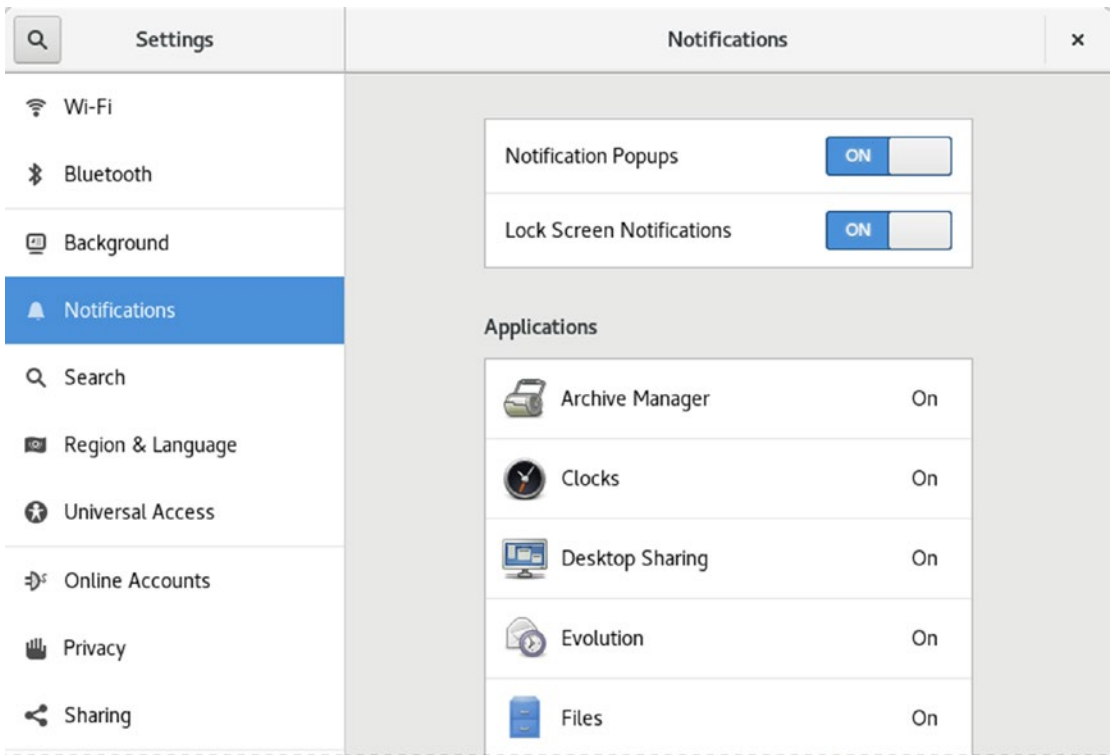 Settings
Notifications
Wi-Fi
Bluetooth
Background
Notifications
Search
Region & Language
Universal Access
Online Accounts
Privacy
Sharing
Notification Popups ON
Lock Screen Notifications ON
Applications
Archive Manager On
Clocks On
Desktop Sharing On
Evolution On
Files On